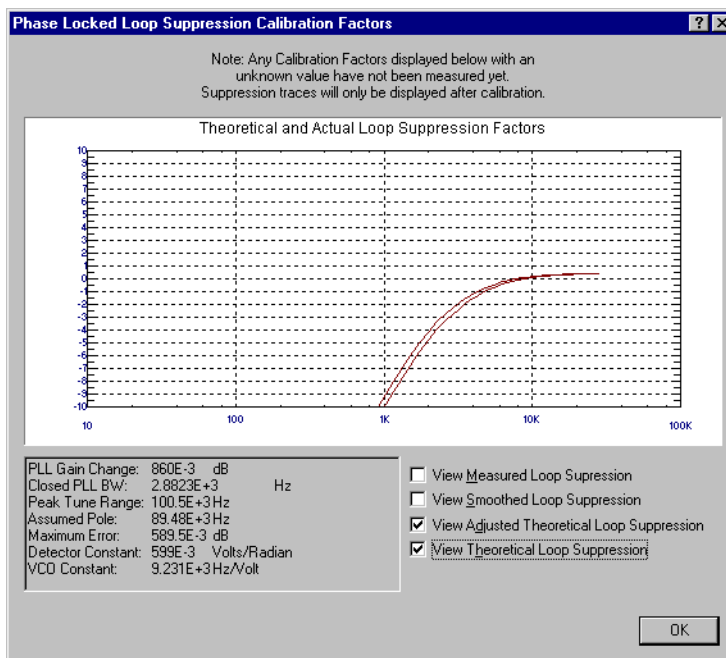 Phase Locked Loop Suppression Calibration Factors
Note: Any Calibration Factors displayed below with an
unknown value have not been measured yet.
Suppression traces will only be displayed after calibration.
Theoretical and Actual Loop Suppression Factors
10
9
8
7
6
5
4
3
2
1
0
-1
-2
-3
-4
-5
-6
-7
-8
-9
-10
10 100 1K 10K 100K
PLL Gain Change: 860E-3 dB
Closed PLL BW: 2.8823E+3 Hz
Peak Tune Range: 100.5E+3 Hz
Assumed Pole: 89.48E+3 Hz
Maximum Error: 589.5E-3 dB
Detector Constant: 599E-3 Volts/Radian
VCO Constant: 9.231E+3 Hz/Volt
View Measured Loop Supression
View Smoothed Loop Suppression
View Adjusted Theoretical Loop Suppression
View Theoretical Loop Suppression
OK